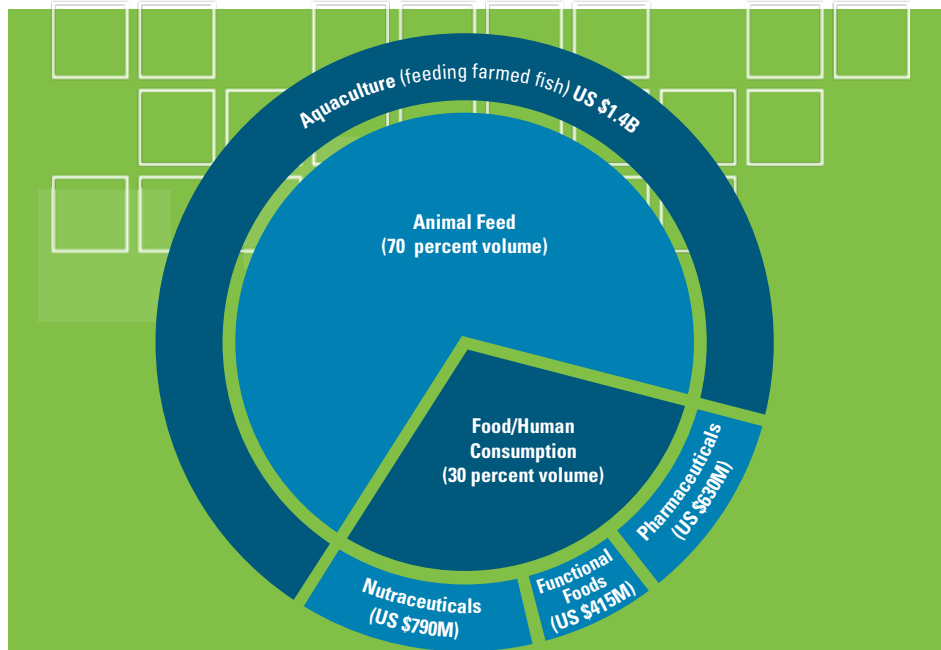 Aquaculture (feeding farmed fish) US $1.4B
Animal Feed
(70 percent volume)
Food/Human
Consumption
(30 percent volume)
Pharmaceuticals
(US $630M)
Functional
Foods
(US $415M)
Nutraceuticals
(US $790M)